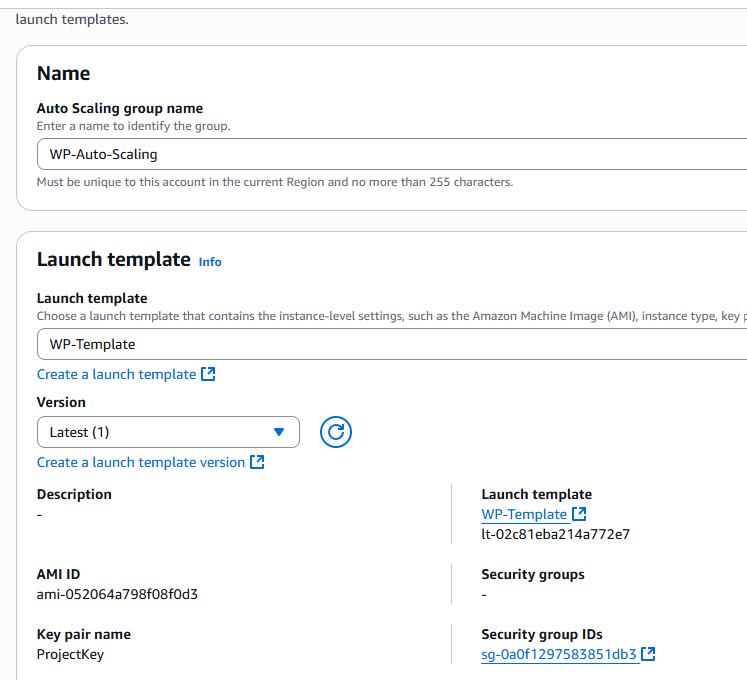 launch templates.
Name
Auto Scaling group name
Enter a name to identify the group.
WP-Auto-Scaling
Must be unique to this account in the current Region and no more than 255 characters.
Launch template Info
Launch template
Choose a launch template that contains the instance-level settings, such as the Amazon Machine Image (AMI), instance type, key p
WP-Template
Create a launch template
Version
Latest (1)
Create a launch template version
Description
-
Launch template
WP-Template
lt-02c81eba214a772e7
AMI ID
ami-052064a798f08f0d3
Security groups
-
Key pair name
ProjectKey
Security group IDs
sg-0a0f1297583851db3